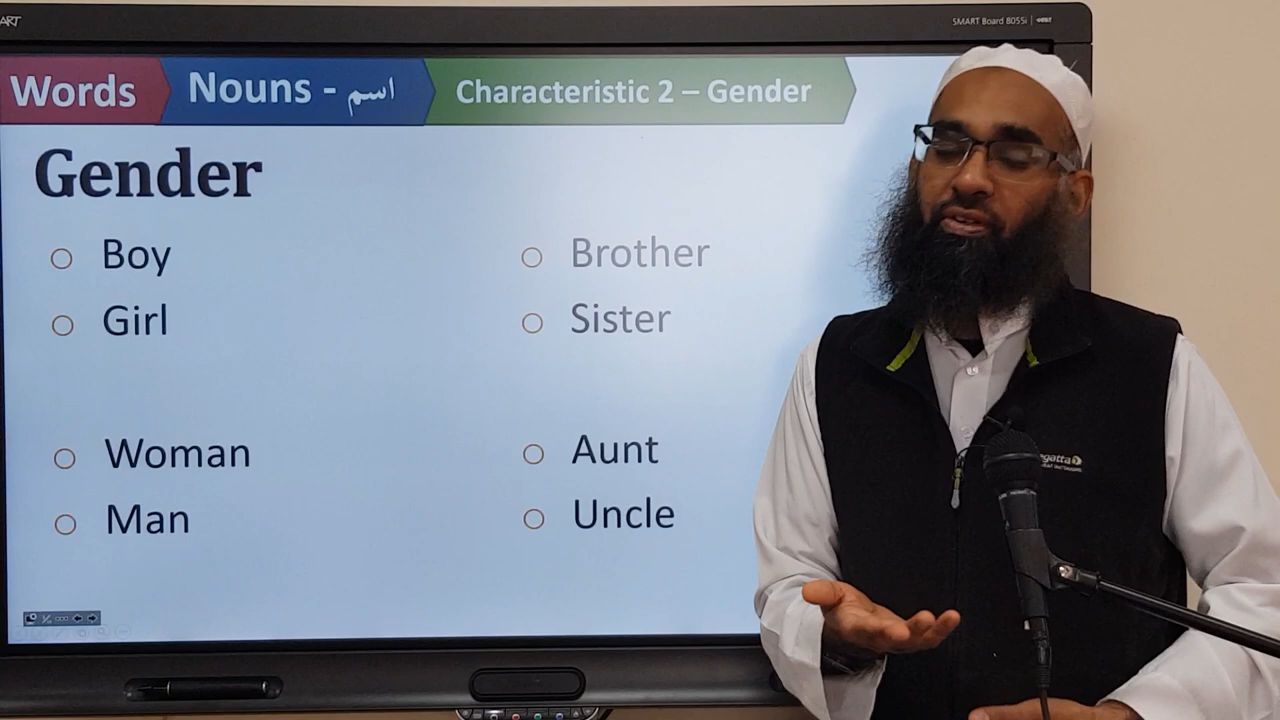 SMART Board 8055i
Words
Nouns - اسم
Characteristic 2 – Gender
Gender
Boy
Girl
Brother
Sister
Woman
Man
Aunt
Uncle